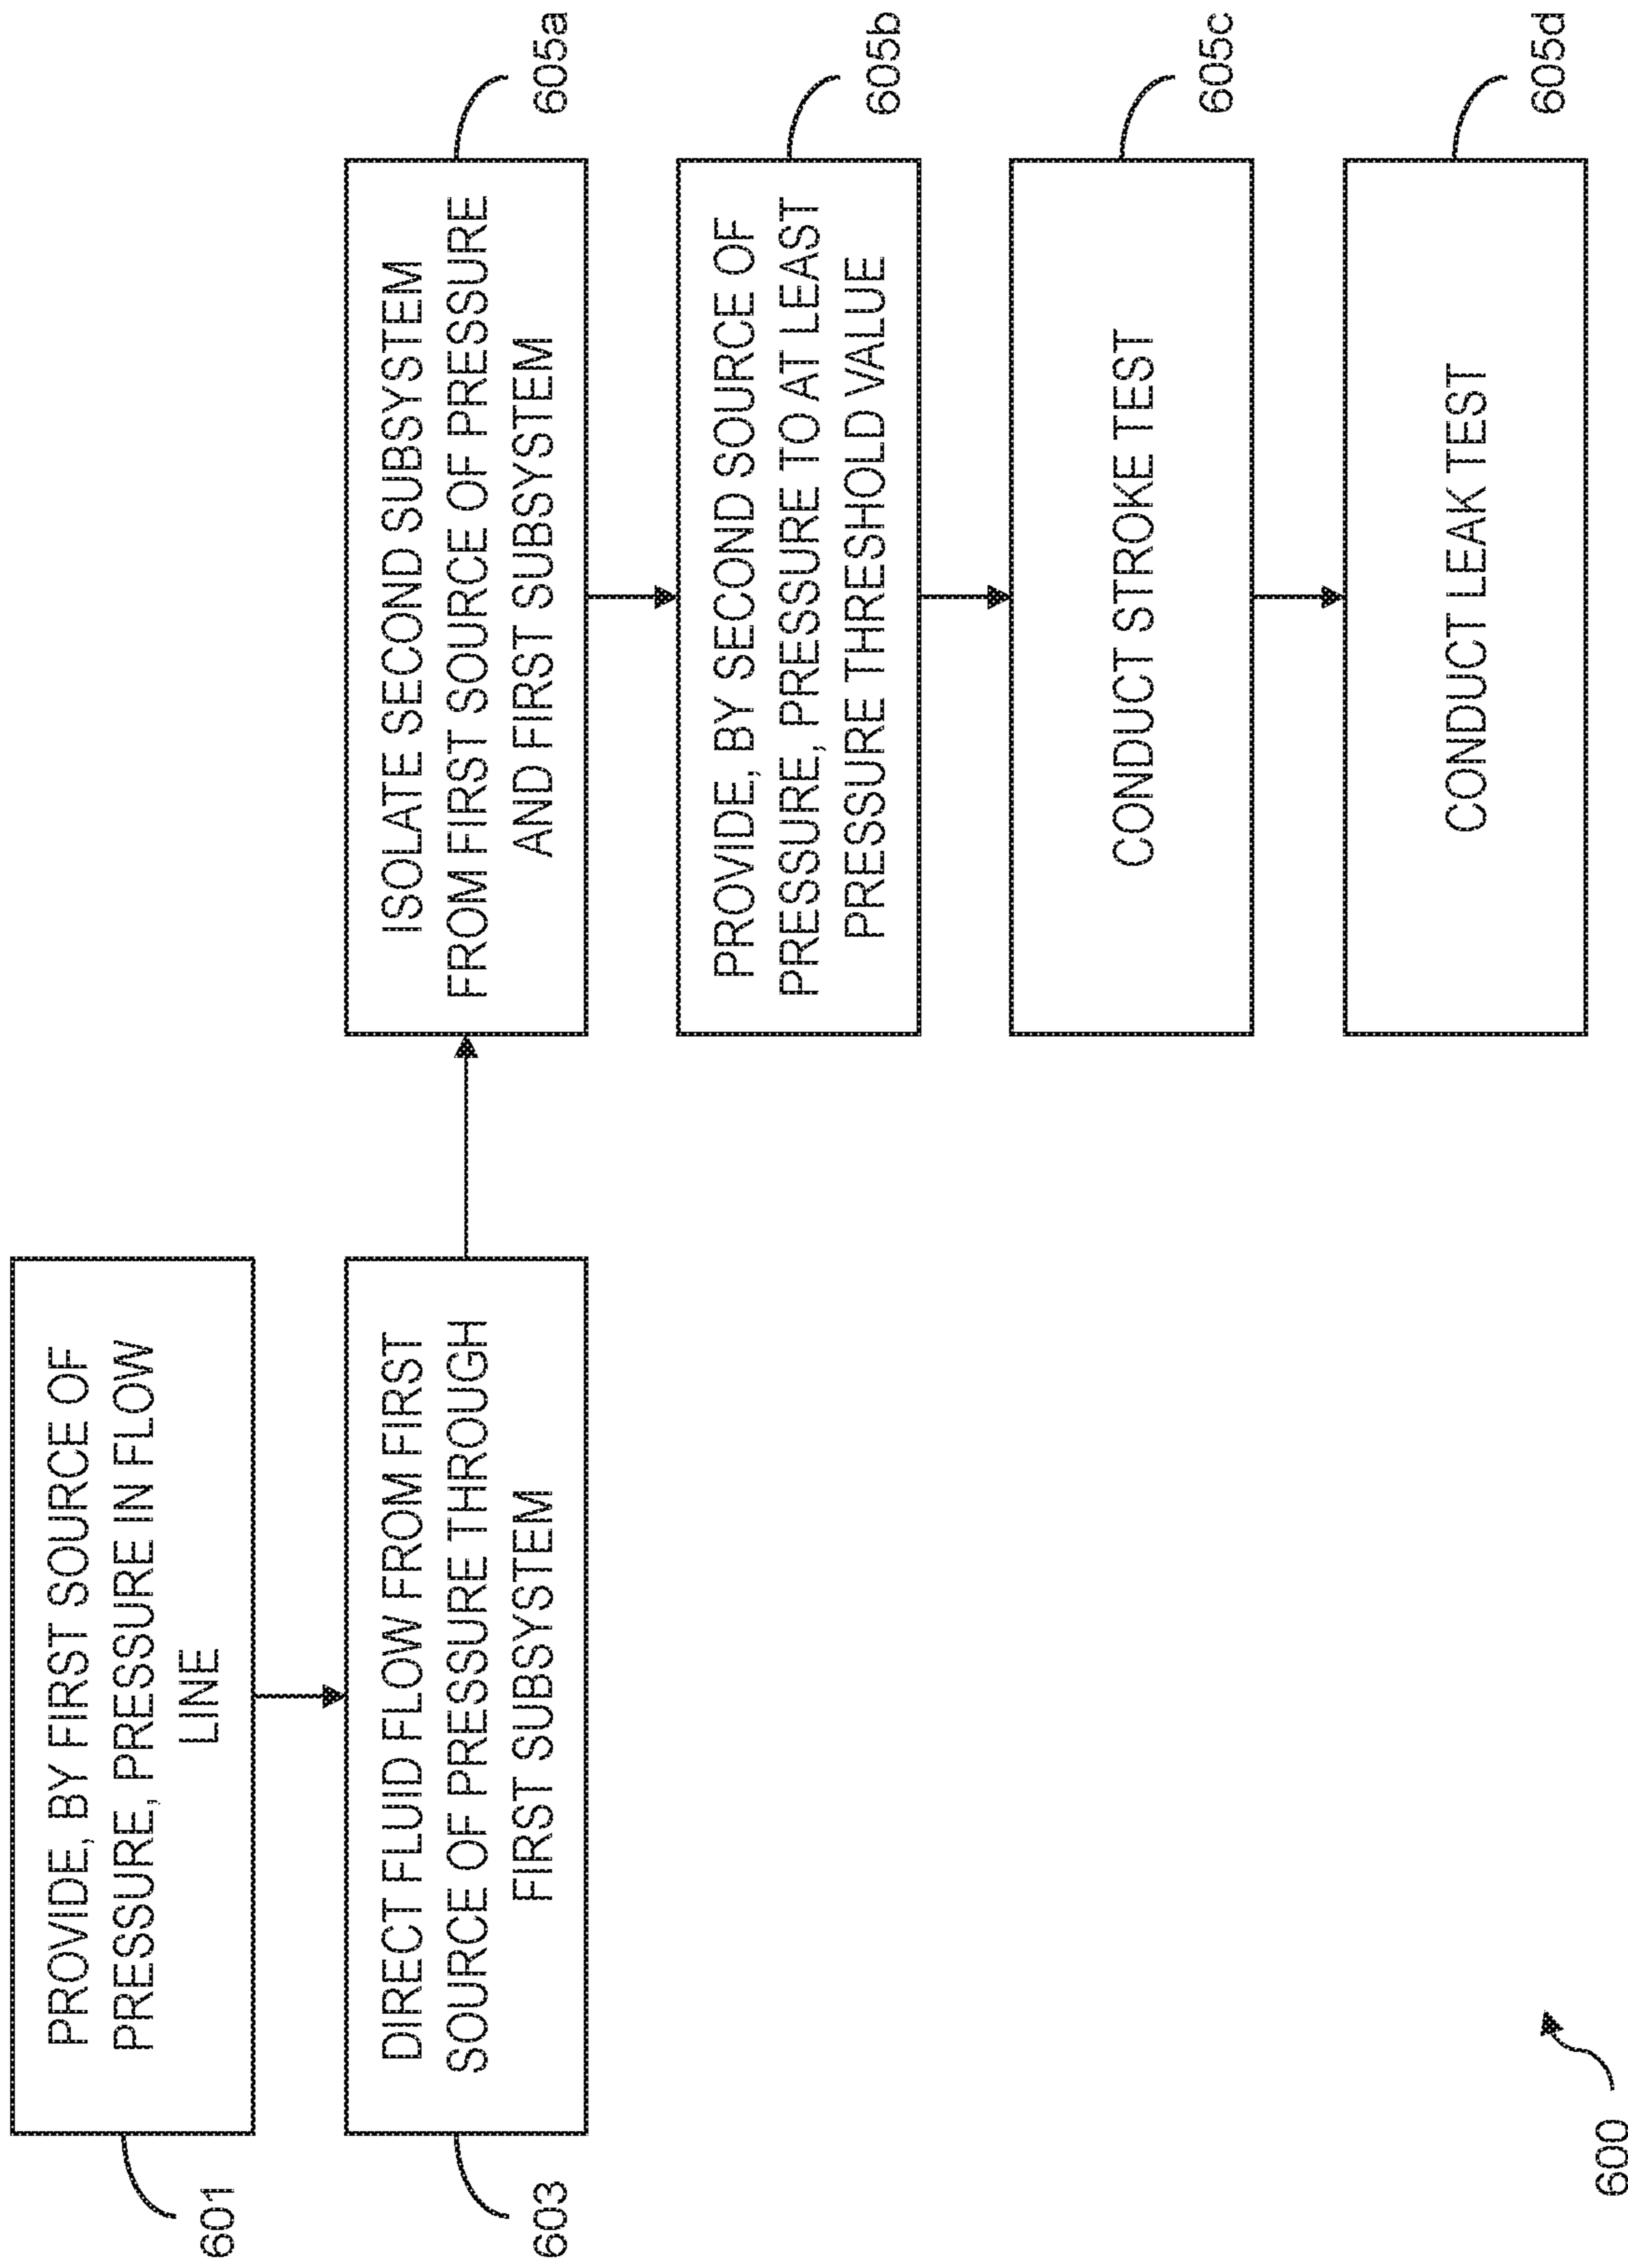 PROVIDE, BY FIRST SOURCE OF
PRESSURE, PRESSURE IN FLOW
LINE
601
DIRECT FLUID FLOW FROM FIRST
SOURCE OF PRESSURE THROUGH
FIRST SUBSYSTEM
603
ISOLATE SECOND SUBSYSTEM
FROM FIRST SOURCE OF PRESSURE
AND FIRST SUBSYSTEM
605a
PROVIDE, BY SECOND SOURCE OF
PRESSURE, PRESSURE TO AT LEAST
PRESSURE THRESHOLD VALUE
605b
CONDUCT STROKE TEST
605c
CONDUCT LEAK TEST
605d
600